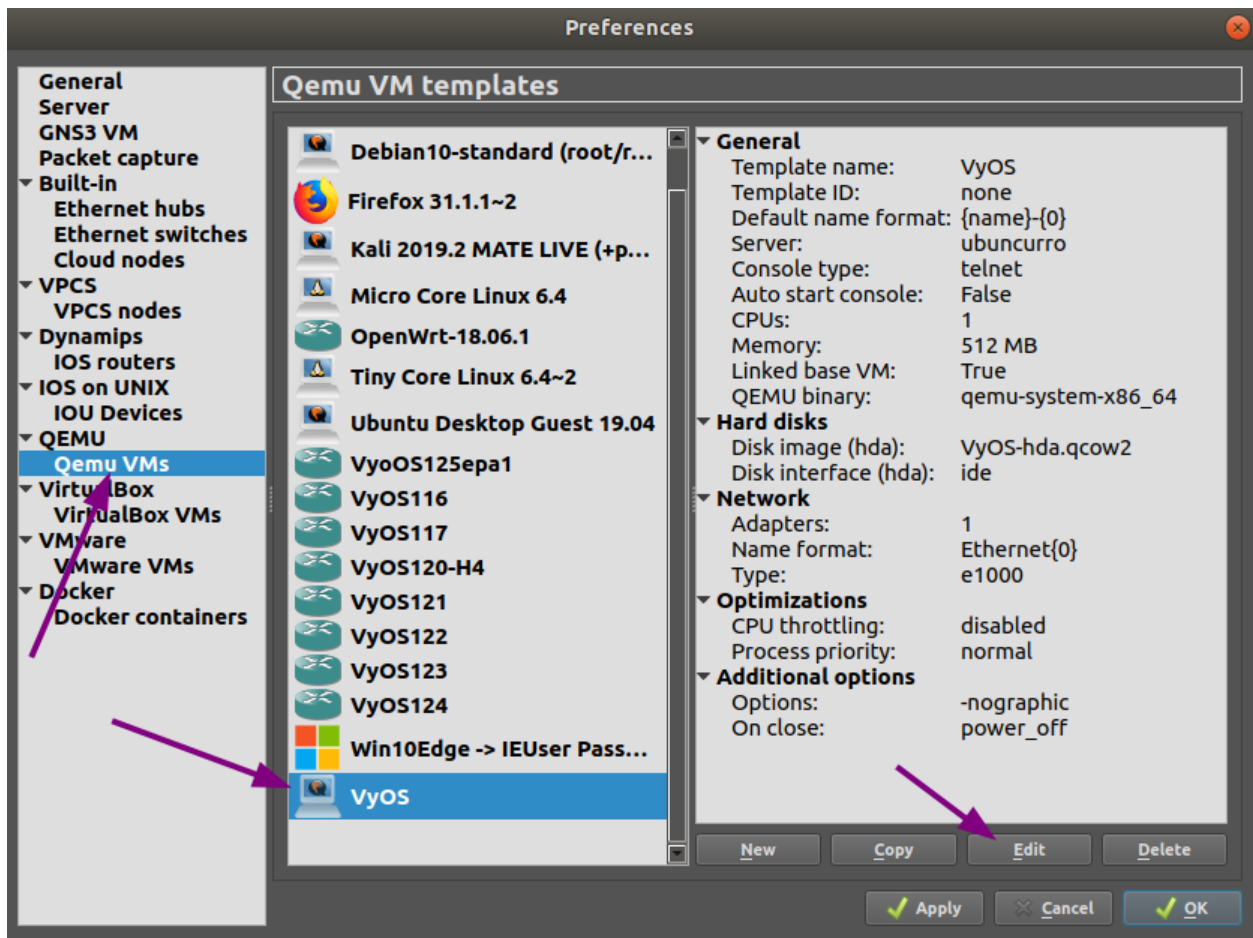 Preferences
General
Server
GNS3 VM
Packet capture
Built-in
Ethernet hubs
Ethernet switches
Cloud nodes
VPCS
VPCS nodes
Dynamips
IOS routers
IOS on UNIX
IOU Devices
QEMU
Qemu VMs
VirtualBox
VirtualBox VMs
VMware
VMware VMs
Docker
Docker containers
Qemu VM templates
Debian10-standard (root/r...
Firefox 31.1.1~2
Kali 2019.2 MATE LIVE (+p...
Micro Core Linux 6.4
OpenWrt-18.06.1
Tiny Core Linux 6.4~2
Ubuntu Desktop Guest 19.04
VyoOS125epa1
VyOS116
VyOS117
VyOS120-H4
VyOS121
VyOS122
VyOS123
VyOS124
Win10Edge -> IEUser Pass...
VyOS
General
Template name: VyOS
Template ID: none
Default name format: {name}-{0}
Server: ubuncurro
Console type: telnet
Auto start console: False
CPUs: 1
Memory: 512 MB
Linked base VM: True
QEMU binary: qemu-system-x86_64
Hard disks
Disk image (hda): VyOS-hda.qcow2
Disk interface (hda): ide
Network
Adapters: 1
Name format: Ethernet{0}
Type: e1000
Optimizations
CPU throttling: disabled
Process priority: normal
Additional options
Options: -nographic
On close: power_off
New Copy Edit Delete
Apply Cancel OK